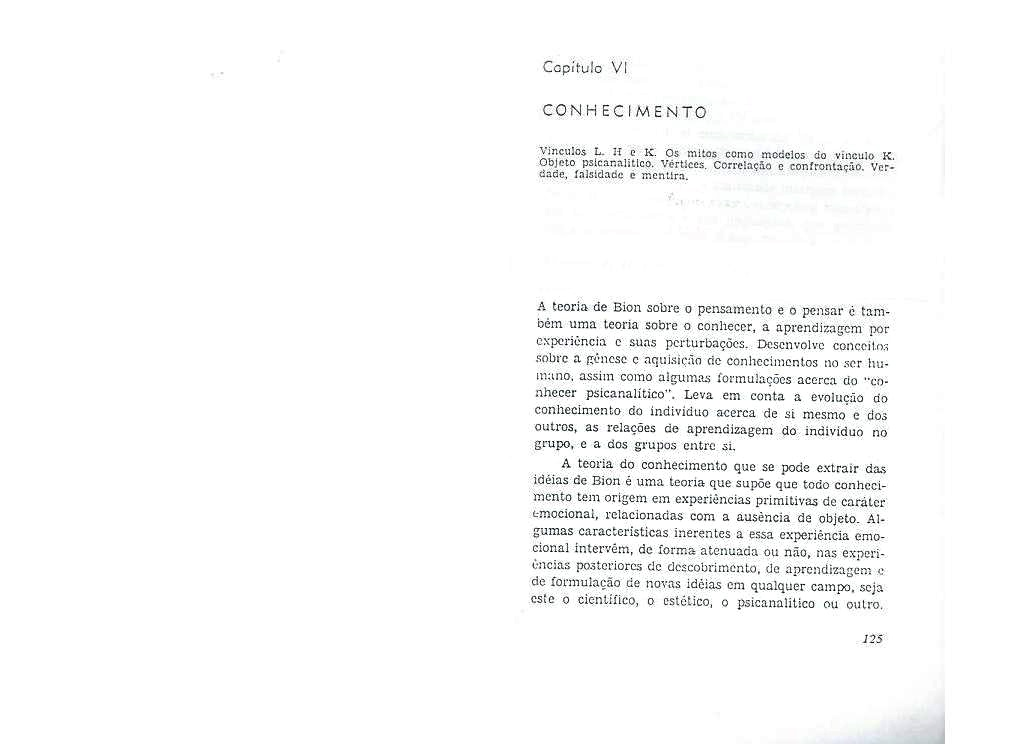 Capítulo VI
CONHECIMENTO
Vínculos L, H e K. Os mitos como modelos do vínculo K.
Objeto psicanalítico. Vértices. Correlação e confrontação. Ver-
dade, falsidade e mentira.
A teoria de Bion sobre o pensamento e o pensar é tam-
bém uma teoria sobre o conhecer, a aprendizagem por
experiência e suas perturbações. Desenvolve conceitos
sobre a gênese e aquisição de conhecimentos no ser hu-
mano, assim como algumas formulações acerca do "co-
nhecer psicanalítico". Leva em conta a evolução do
conhecimento do indivíduo acerca de si mesmo e dos
outros, as relações de aprendizagem do indivíduo no
grupo, e a dos grupos entre si.
A teoria do conhecimento que se pode extrair das
idéias de Bion é uma teoria que supõe que todo conheci-
mento tem origem em experiências primitivas de caráter
emocional, relacionadas com a ausência de objeto. Al-
gumas características inerentes a essa experiência emo-
cional intervêm, de forma atenuada ou não, nas experi-
ências posteriores de descobrimento, de aprendizagem e
de formulação de novas idéias em qualquer campo, seja
este o científico, o estético, o psicanalítico ou outro.
125